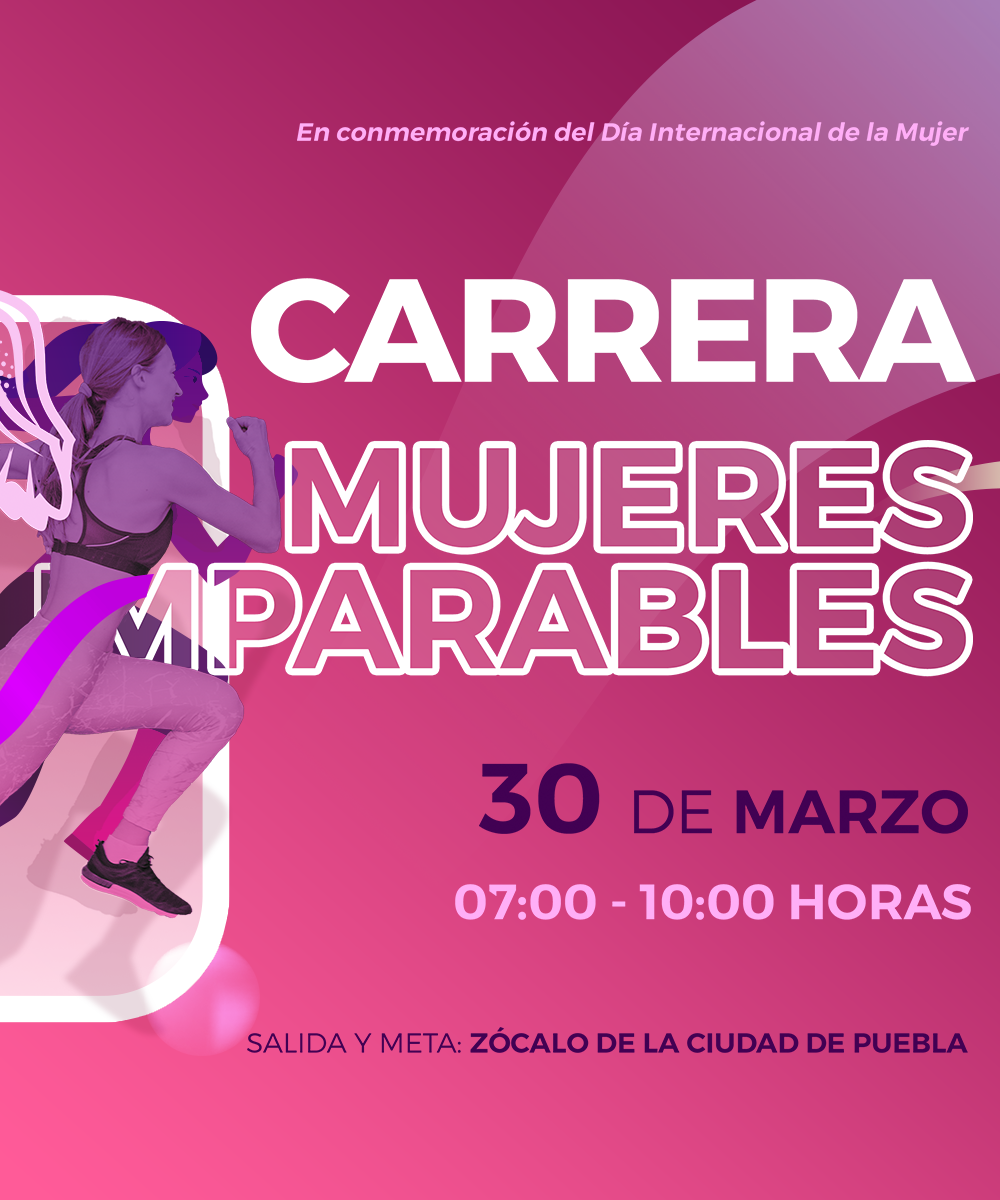 En conmemoración del Día Internacional de la Mujer
CARRERA
MUJERES
IMPARABLES
30 DE MARZO
07:00 - 10:00 HORAS
SALIDA Y META: ZÓCALO DE LA CIUDAD DE PUEBLA